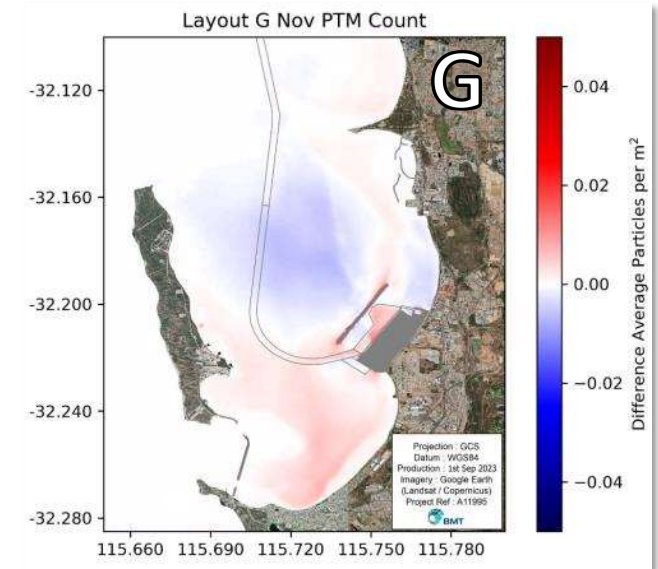 Layout G Nov PTM Count
G
-32.120
-32.160
-32.200
-32.240
-32.280
115.660 115.690 115.720 115.750 115.780
0.04
0.02
0.00
−0.02
−0.04
Difference Average Particles per m²
Projection : GCS
Datum : WGS84
Production : 1st Sep 2023
Imagery : Google Earth
(Landsat / Copernicus)
Project Ref : A11995
BMT